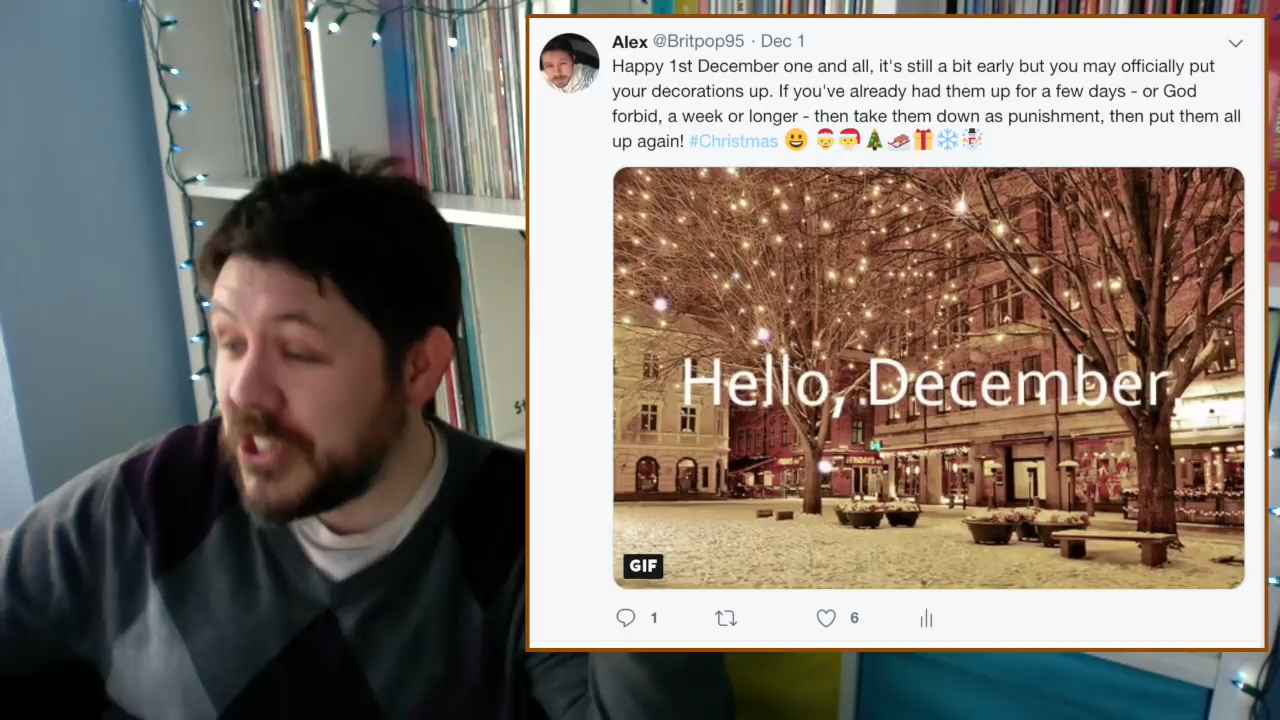 Alex @Britpop95 · Dec 1
Happy 1st December one and all, it's still a bit early but you may officially put
your decorations up. If you've already had them up for a few days - or God
forbid, a week or longer - then take them down as punishment, then put them all
up again! #Christmas 😀 🤶🎅🎄🛷🎁❄️☃️
Hello, December.
FRIDAYS
GIF
1
6